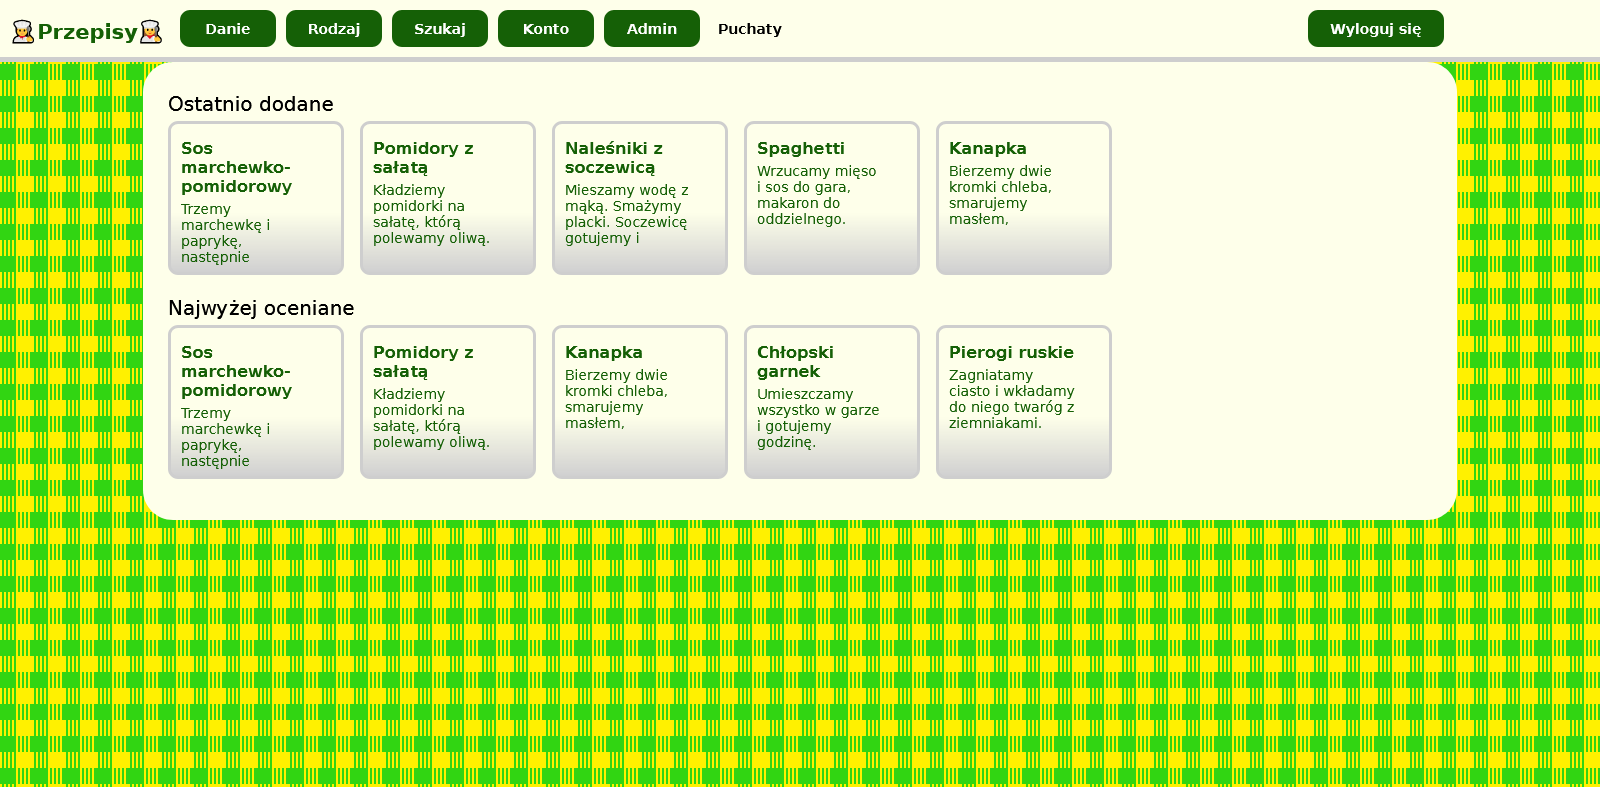 Przepisy
Danie
Rodzaj
Szukaj
Konto
Admin
Puchaty
Wyloguj się
Ostatnio dodane
Sos
marchewko-
pomidorowy
Trzemy
marchewkę i
paprykę,
następnie
Pomidory z
sałatą
Kładziemy
pomidorki na
sałatę, którą
polewamy oliwą.
Naleśniki z
soczewicą
Mieszamy wodę z
mąką. Smażymy
placki. Soczewicę
gotujemy i
Spaghetti
Wrzucamy mięso
i sos do gara,
makaron do
oddzielnego.
Kanapka
Bierzemy dwie
kromki chleba,
smarujemy
masłem,
Najwyżej oceniane
Sos
marchewko-
pomidorowy
Trzemy
marchewkę i
paprykę,
następnie
Pomidory z
sałatą
Kładziemy
pomidorki na
sałatę, którą
polewamy oliwą.
Kanapka
Bierzemy dwie
kromki chleba,
smarujemy
masłem,
Chłopski
garnek
Umieszczamy
wszystko w garze
i gotujemy
godzinę.
Pierogi ruskie
Zagniatamy
ciasto i wkładamy
do niego twaróg z
ziemniakami.